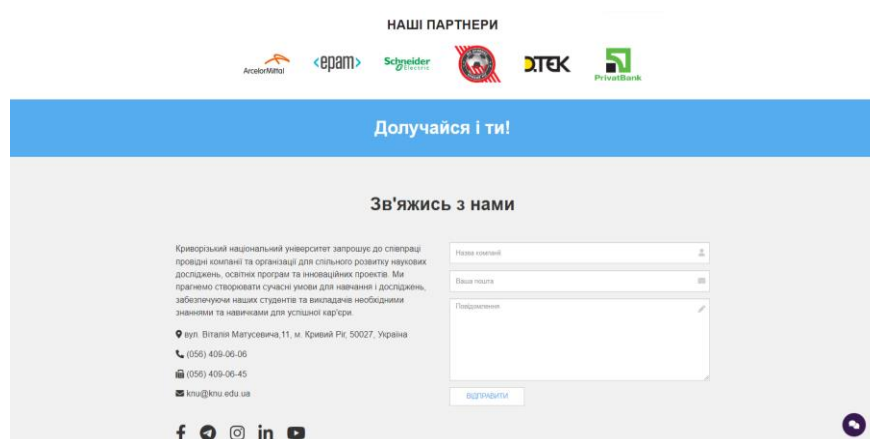 НАШІ ПАРТНЕРИ
ArcelorMittal
<epam>
Schneider
Electric
D.TEK
PrivatBank
Долучайся і ти!
Зв'яжись з нами
Криворізький національний університет запрошує до співпраці
провідні компанії та організації для спільного розвитку наукових
досліджень, освітніх програм та інноваційних проектів. Ми
прагнемо створювати сучасні умови для навчання і досліджень,
забезпечуючи наших студентів та викладачів необхідними
знаннями та навичками для успішної кар'єри.
вул. Віталія Матусевича,11, м. Кривий Ріг, 50027, Україна
(056) 409-06-06
(056) 409-06-45
knu@knu.edu.ua
Назва компанії
Ваша пошта
Повідомлення
ВІДПРАВИТИ